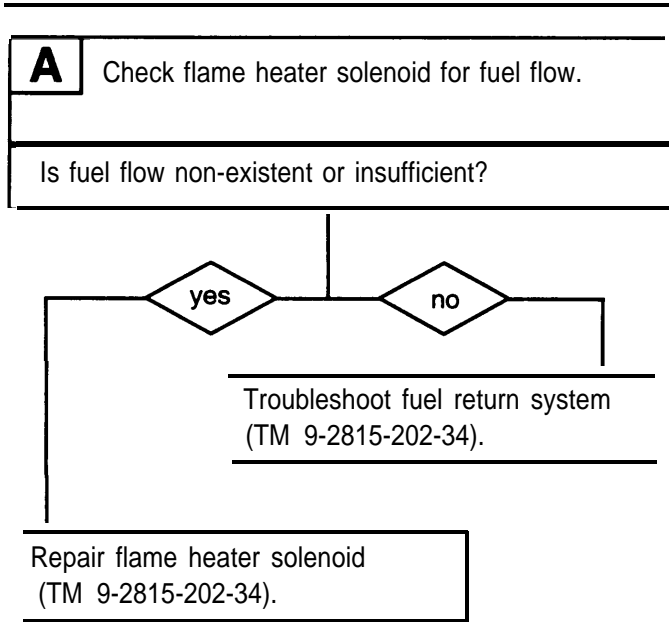 A
Check flame heater solenoid for fuel flow.
Is fuel flow non-existent or insufficient?
yes
no
Troubleshoot fuel return system
(TM 9-2815-202-34).
Repair flame heater solenoid
(TM 9-2815-202-34).